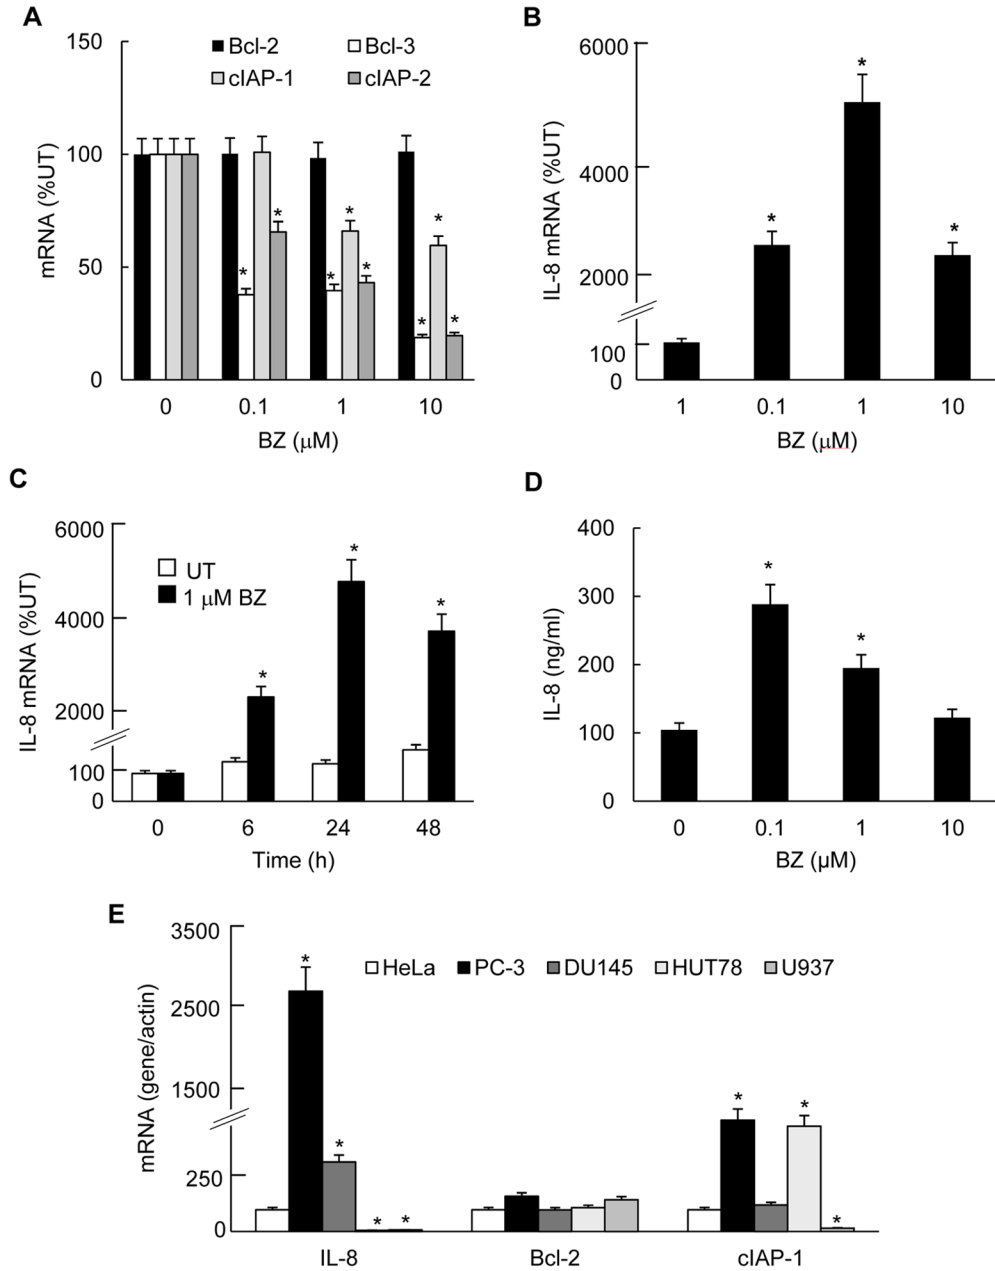 A
150
100
50
0
mRNA (%UT)
Bcl-2 Bcl-3
cIAP-1 cIAP-2
* * * * * * * *
0 0.1 1 10
BZ (μM)
B
6000
4000
2000
100
0
IL-8 mRNA (%UT)
* * *
1 0.1 1 10
BZ (μM)
C
6000
4000
2000
100
0
IL-8 mRNA (%UT)
UT
1 μM BZ
* * *
0 6 24 48
Time (h)
D
400
300
200
100
0
IL-8 (ng/ml)
* *
0 0.1 1 10
BZ (μM)
E
3500
2500
1500
250
0
mRNA (gene/actin)
HeLa PC-3 DU145 HUT78 U937
* * * * * * *
IL-8 Bcl-2 cIAP-1